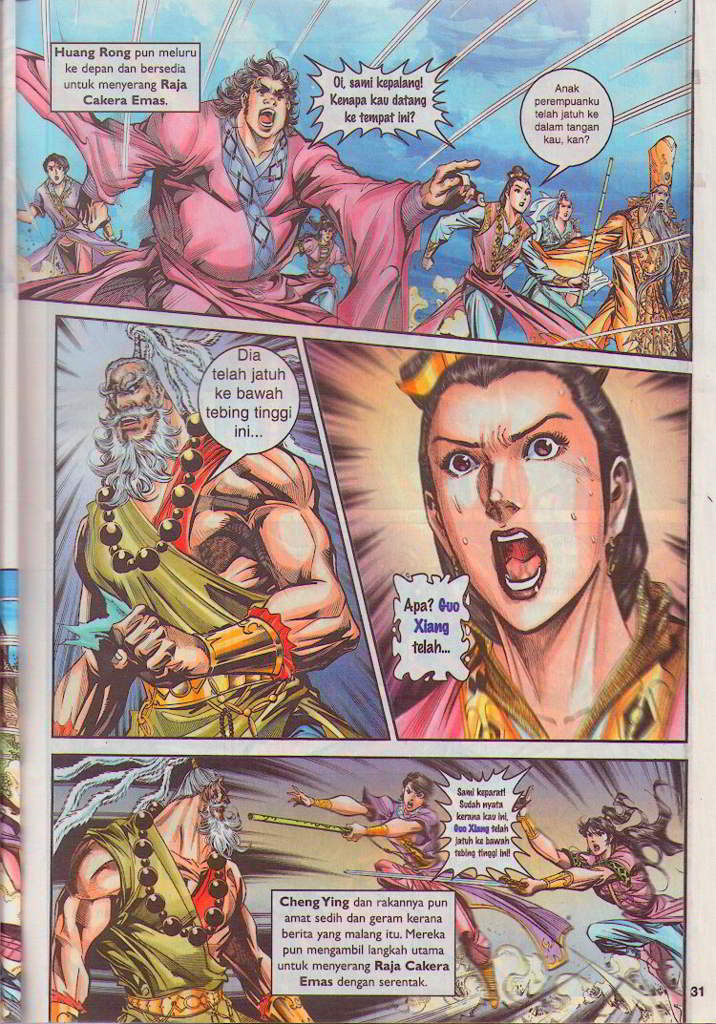 Huang Rong pun meluru
ke depan dan bersedia
untuk menyerang Raja
Cakera Emas.
Oi, sami kepalang!
Kenapa kau datang
ke tempat ini?
Anak
perempuanku
telah jatuh ke
dalam tangan
kau, kan?
Dia
telah jatuh
ke bawah
tebing tinggi
ini...
Apa? Guo
Xiang
telah...
Sami keparat!
Sudah nyata
kerana kau
Guo Xiang telah
jatuh ke bawah
tebing tinggi ini!
Cheng Ying dan rakannya pun
amat sedih dan geram kerana
berita yang malang itu. Mereka
pun mengambil langkah utama
untuk menyerang Raja Cakera
Emas dengan serentak.
31